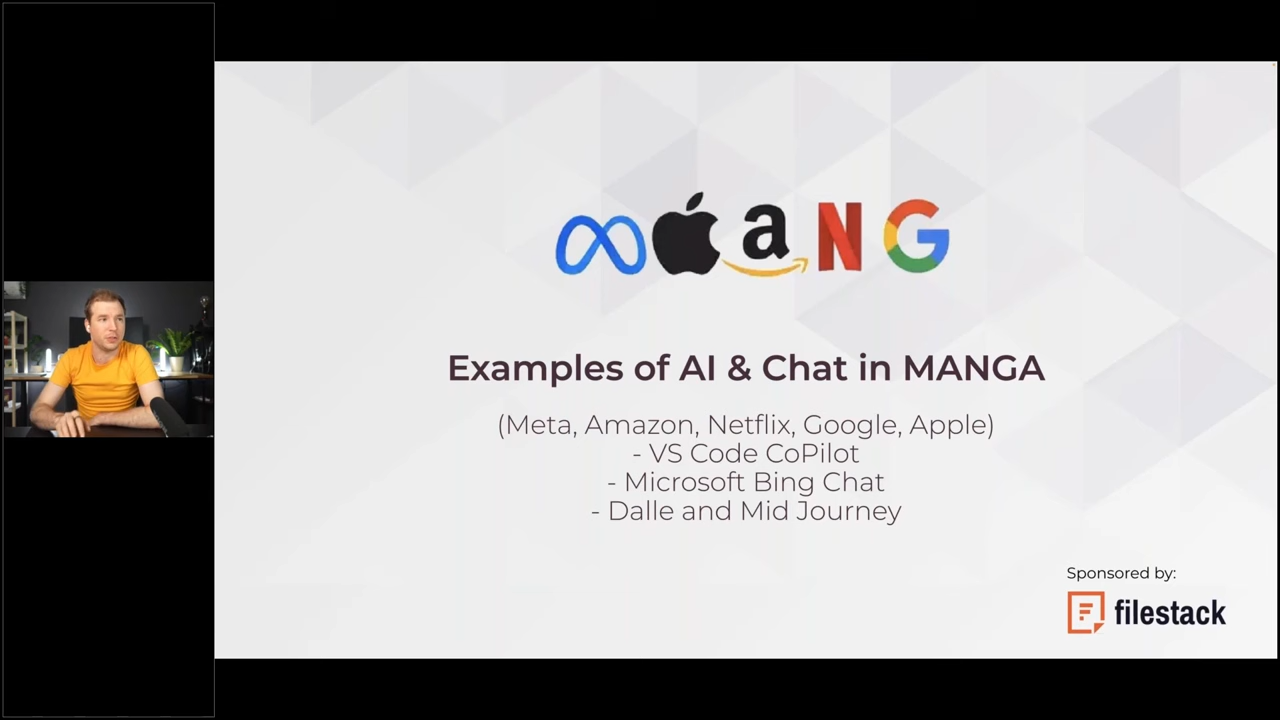 a N G
Examples of AI & Chat in MANGA
(Meta, Amazon, Netflix, Google, Apple)
- VS Code CoPilot
- Microsoft Bing Chat
- Dalle and Mid Journey
Sponsored by:
filestack